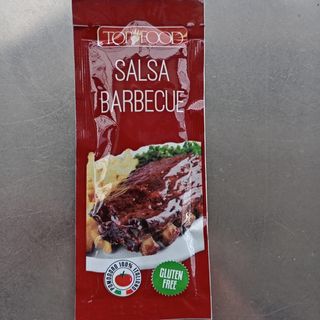 TOP FOOD
SALSA
BARBECUE
POMODORO 100% ITALIANO
GLUTEN
FREE